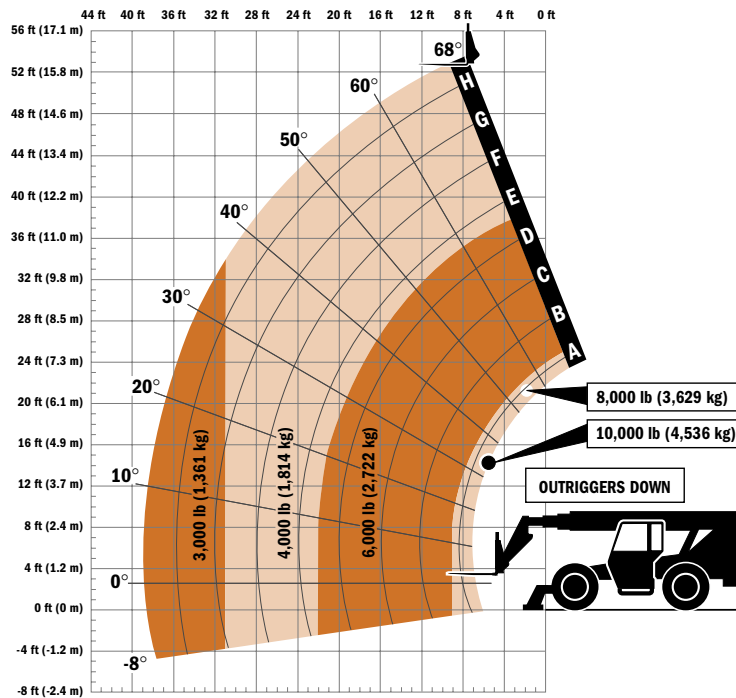 44 ft 40 ft 36 ft 32 ft 28 ft 24 ft 20 ft 16 ft 12 ft 8 ft 4 ft 0 ft
56 ft (17.1 m)
52 ft (15.8 m)
48 ft (14.6 m)
44 ft (13.4 m)
40 ft (12.2 m)
36 ft (11.0 m)
32 ft (9.8 m)
28 ft (8.5 m)
24 ft (7.3 m)
20 ft (6.1 m)
16 ft (4.9 m)
12 ft (3.7 m)
8 ft (2.4 m)
4 ft (1.2 m)
0 ft (0 m)
-4 ft (-1.2 m)
-8 ft (-2.4 m)
68°
60°
50°
40°
30°
20°
10°
0°
-8°
H
G
F
E
D
C
B
A
3,000 lb (1,361 kg)
4,000 lb (1,814 kg)
6,000 lb (2,722 kg)
8,000 lb (3,629 kg)
10,000 lb (4,536 kg)
OUTRIGGERS DOWN